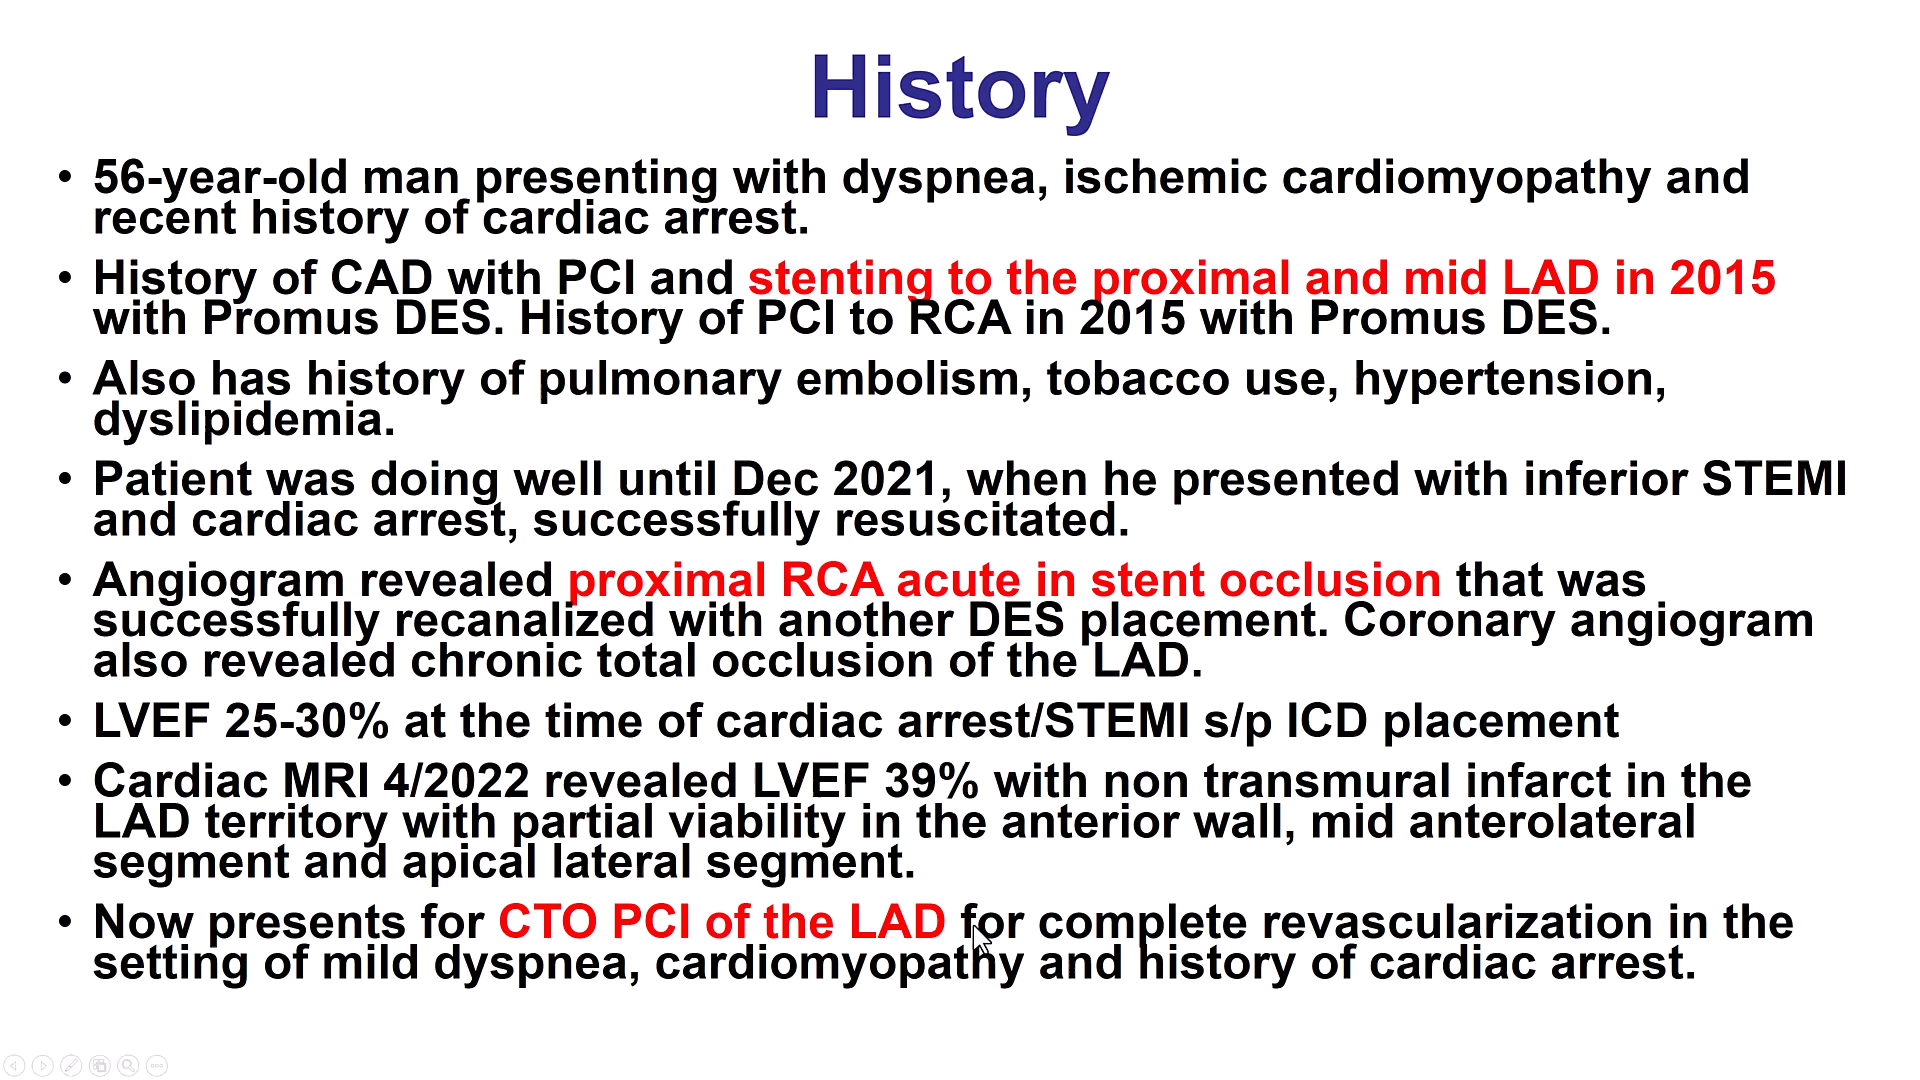 History
• 56-year-old man presenting with dyspnea, ischemic cardiomyopathy and
recent history of cardiac arrest.
• History of CAD with PCI and stenting to the proximal and mid LAD in 2015
with Promus DES. History of PCI to RCA in 2015 with Promus DES.
• Also has history of pulmonary embolism, tobacco use, hypertension,
dyslipidemia.
• Patient was doing well until Dec 2021, when he presented with inferior STEMI
and cardiac arrest, successfully resuscitated.
• Angiogram revealed proximal RCA acute in stent occlusion that was
successfully recanalized with another DES placement. Coronary angiogram
also revealed chronic total occlusion of the LAD.
• LVEF 25-30% at the time of cardiac arrest/STEMI s/p ICD placement
• Cardiac MRI 4/2022 revealed LVEF 39% with non transmural infarct in the
LAD territory with partial viability in the anterior wall, mid anterolateral
segment and apical lateral segment.
• Now presents for CTO PCI of the LAD for complete revascularization in the
setting of mild dyspnea, cardiomyopathy and history of cardiac arrest.